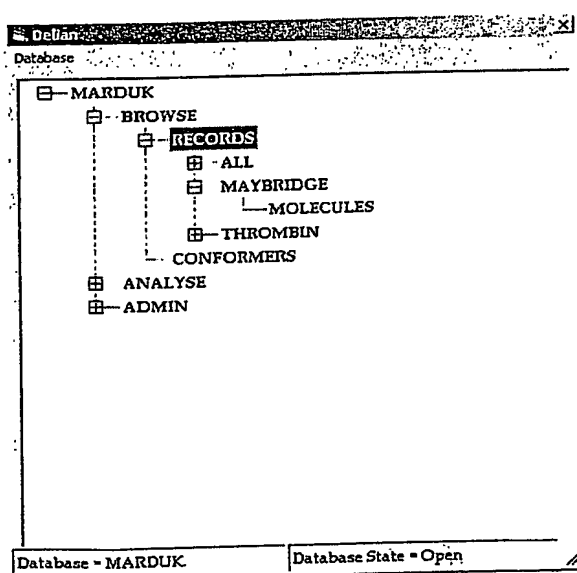 Delian
Database
MARDUK
BROWSE
RECORDS
ALL
MAYBRIDGE
MOLECULES
THROMBIN
CONFORMERS
ANALYSE
ADMIN
Database = MARDUK
Database State = Open